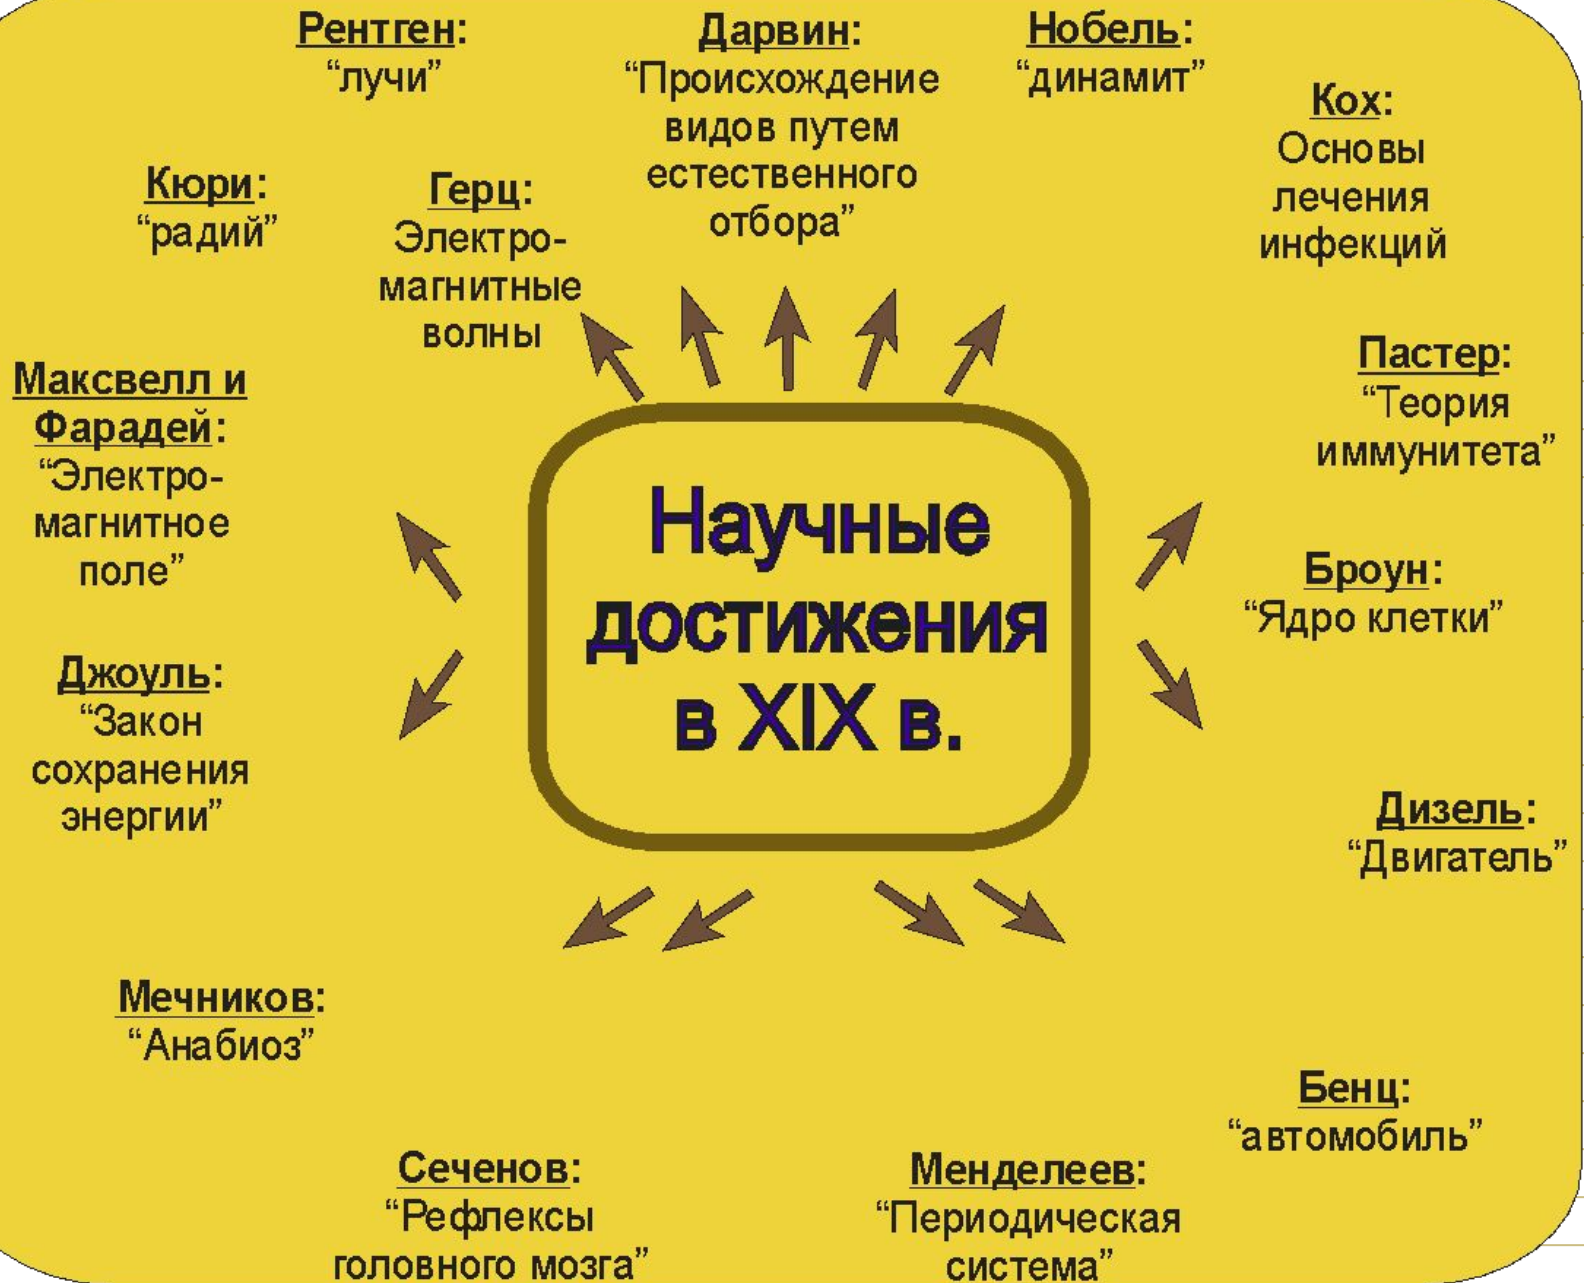 Рентген:
“лучи”
Дарвин:
“Происхождение
видов путем
естественного
отбора”
Нобель:
“динамит”
Кох:
Основы
лечения
инфекций
Кюри:
“радий”
Герц:
Электро-
магнитные
волны
Максвелл и
Фарадей:
“Электро-
магнитное
поле”
Пастер:
“Теория
иммунитета”
Научные
достижения
в XIX в.
Броун:
“Ядро клетки”
Джоуль:
“Закон
сохранения
энергии”
Дизель:
“Двигатель”
Мечников:
“Анабиоз”
Бенц:
“автомобиль”
Сеченов:
“Рефлексы
головного мозга”
Менделеев:
“Периодическая
система”